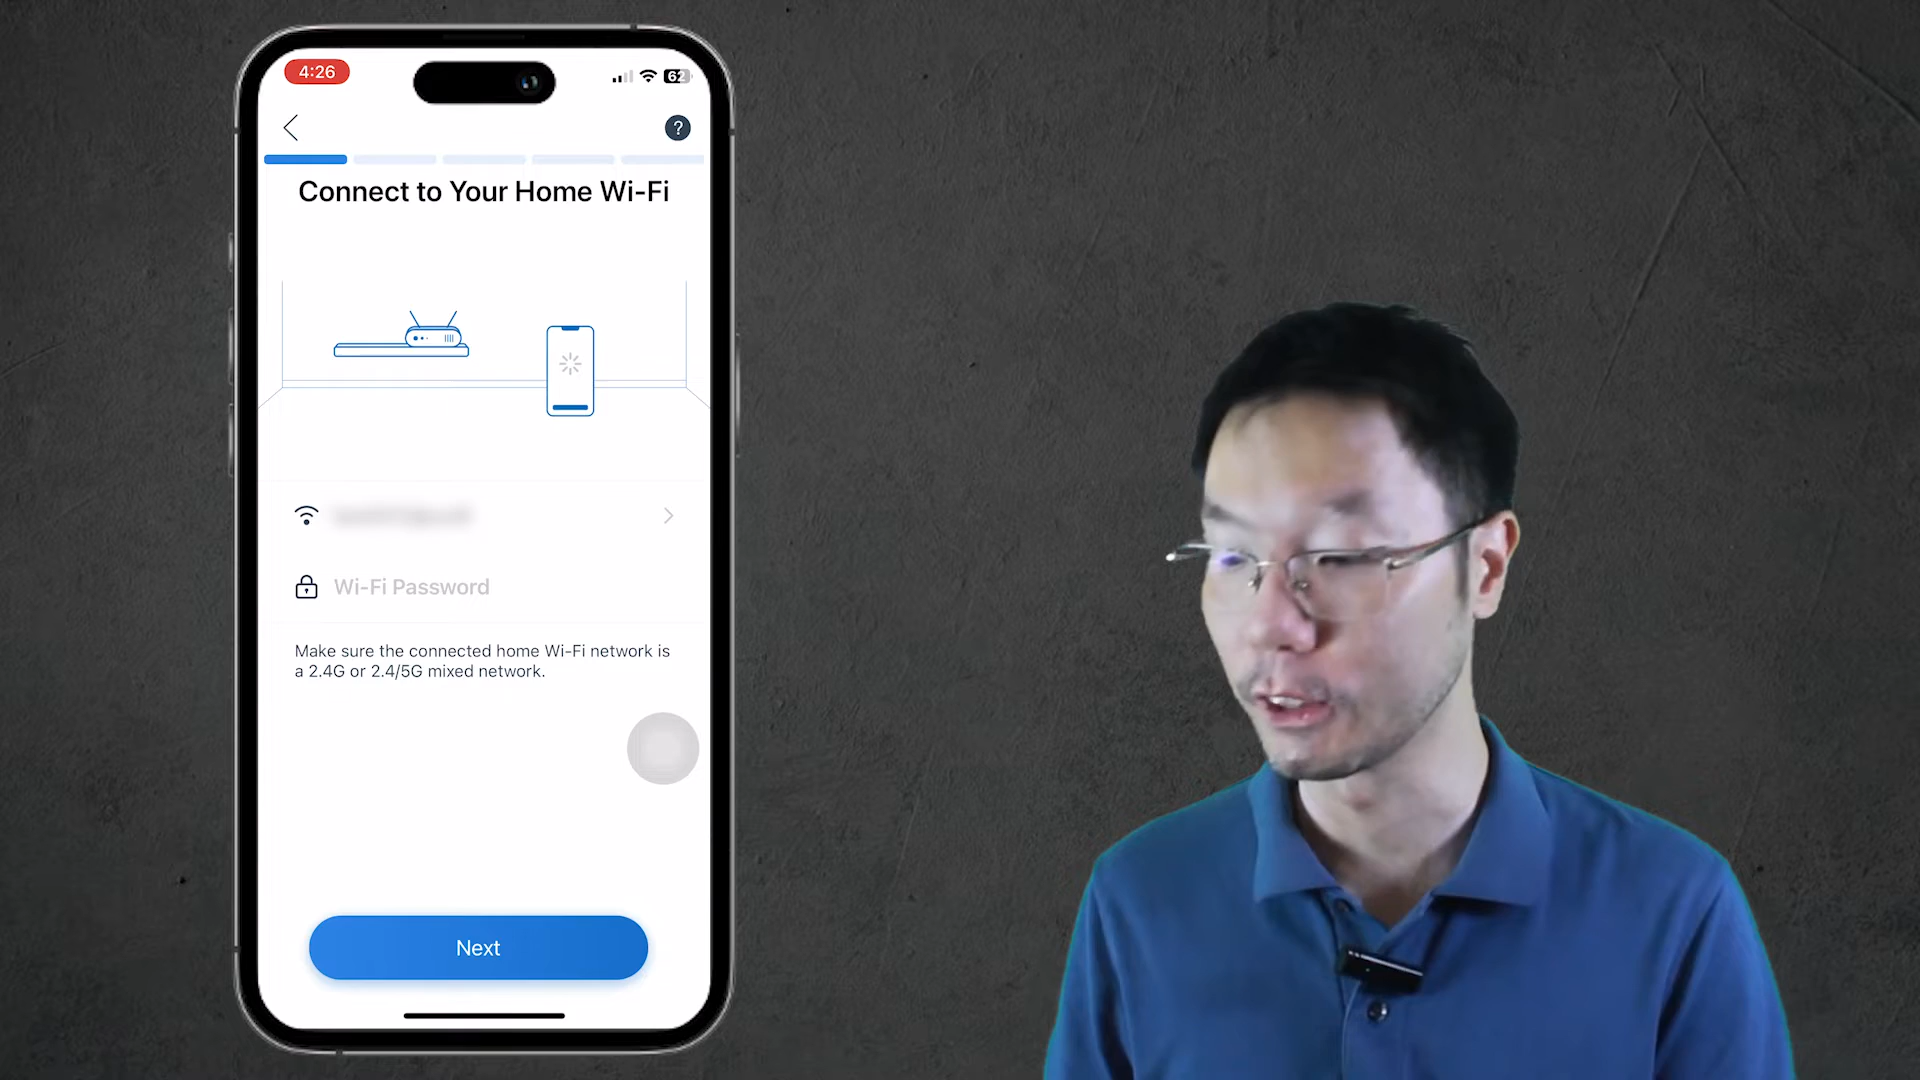 4:26
62
?
Connect to Your Home Wi-Fi
Wi-Fi Password
Make sure the connected home Wi-Fi network is
a 2.4G or 2.4/5G mixed network.
Next